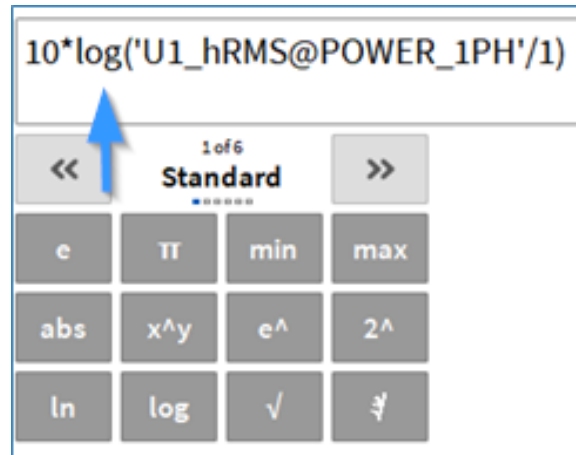 10*log('U1_hRMS@POWER_1PH'/1)
<< 1 of 6 >>
Standard
e π min max
abs x^y e^ 2^
ln log √